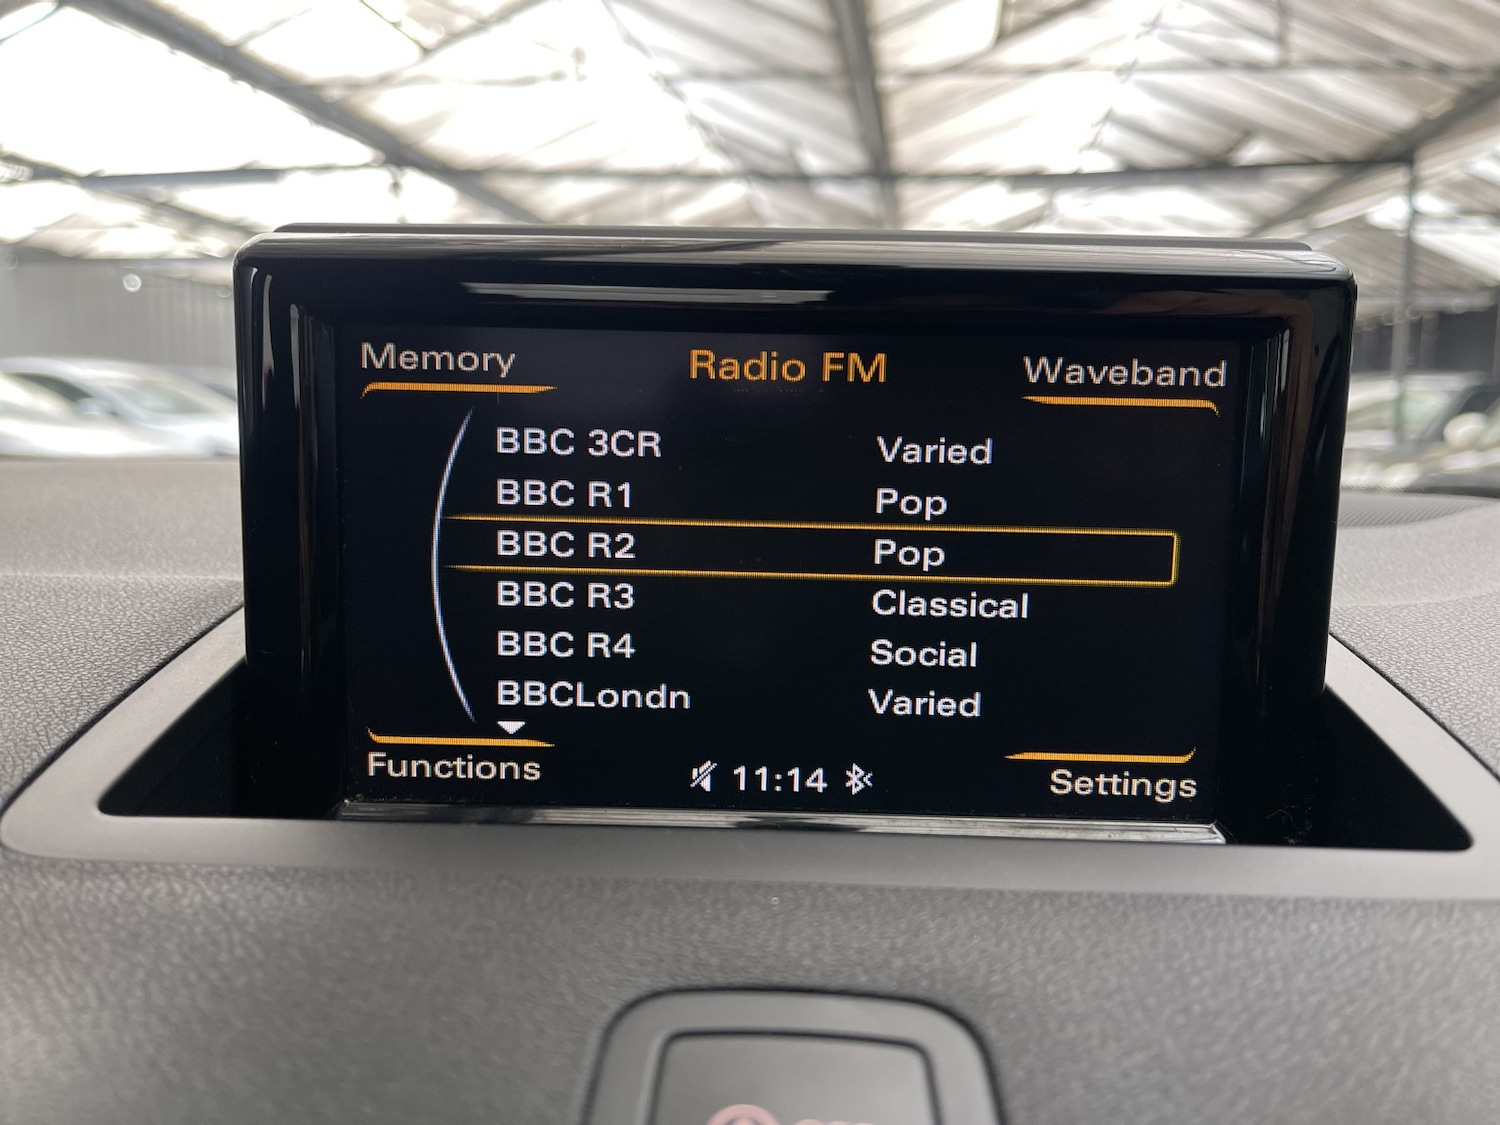 Memory
Radio FM
Waveband
BBC 3CR Varied
BBC R1 Pop
BBC R2 Pop
BBC R3 Classical
BBC R4 Social
BBCLondn Varied
Functions
11:14
Settings